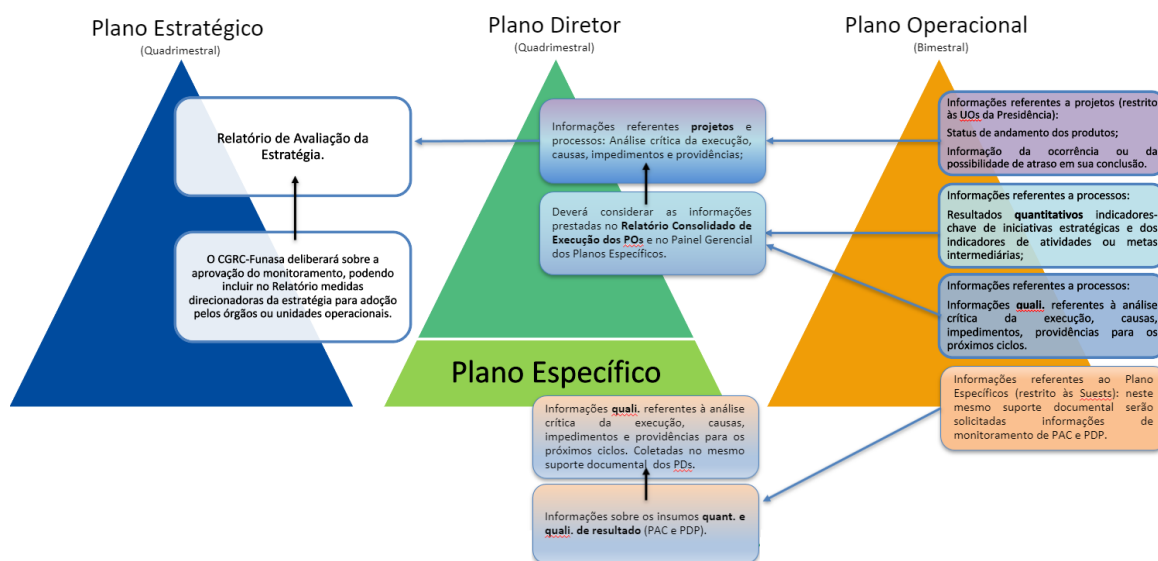 Plano Estratégico
(Quadrimestral)
Relatório de Avaliação da
Estratégia.
O CGRC-Funasa deliberará sobre a
aprovação do monitoramento, podendo
incluir no Relatório medidas
direcionadoras da estratégia para adoção
pelos órgãos ou unidades operacionais.
Plano Diretor
(Quadrimestral)
Informações referentes projetos e
processos: Análise crítica da execução,
causas, impedimentos e providências;
Deverá considerar as informações
prestadas no Relatório Consolidado de
Execução dos POs e no Painel Gerencial
dos Planos Específicos.
Plano Específico
Informações quali. referentes à análise
crítica da execução, causas,
impedimentos e providências para os
próximos ciclos. Coletadas no mesmo
suporte documental dos PDs.
Informações sobre os insumos quant. e
quali. de resultado (PAC e PDP).
Plano Operacional
(Bimestral)
Informações referentes a projetos (restrito
às UOs da Presidência):
Status de andamento dos produtos;
Informação da ocorrência ou da
possibilidade de atraso em sua conclusão.
Informações referentes a processos:
Resultados quantitativos indicadores-
chave de iniciativas estratégicas e dos
indicadores de atividades ou metas
intermediárias;
Informações referentes a processos:
Informações quali. referentes à análise
crítica da execução, causas,
impedimentos, providências para os
próximos ciclos.
Informações referentes ao Plano
Específicos (restrito às Suests): neste
mesmo suporte documental serão
solicitadas informações de
monitoramento de PAC e PDP.